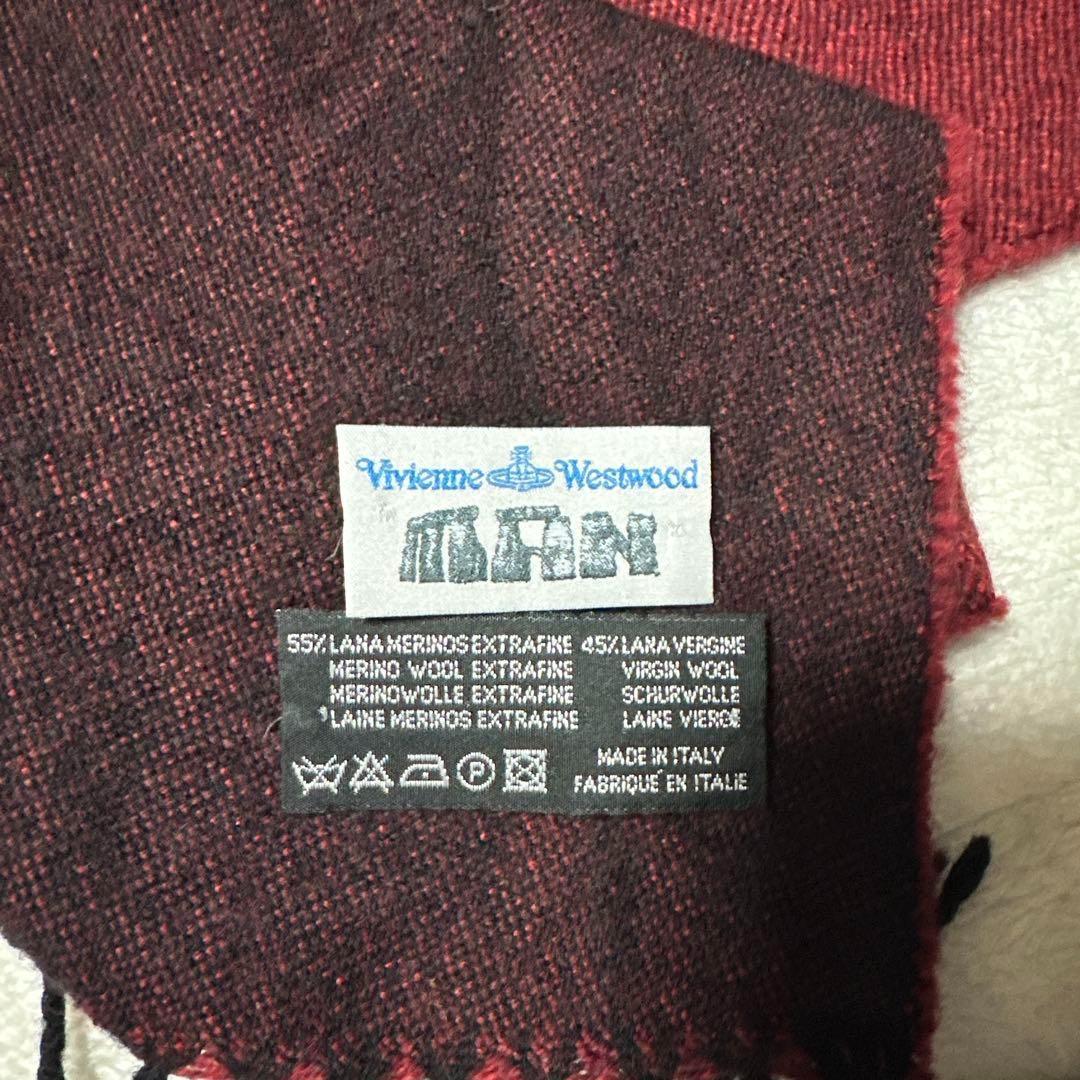 Vivienne Westwood
MAN
55% LANA MERINOS EXTRAFINE 45% LANA VERGINE
MERINO WOOL EXTRAFINE VIRGIN WOOL
MERINOWOLLE EXTRAFINE SCHURWOLLE
LAINE MERINOS EXTRAFINE LAINE VIERGE
P
MADE IN ITALY
FABRIQUÉ EN ITALIE